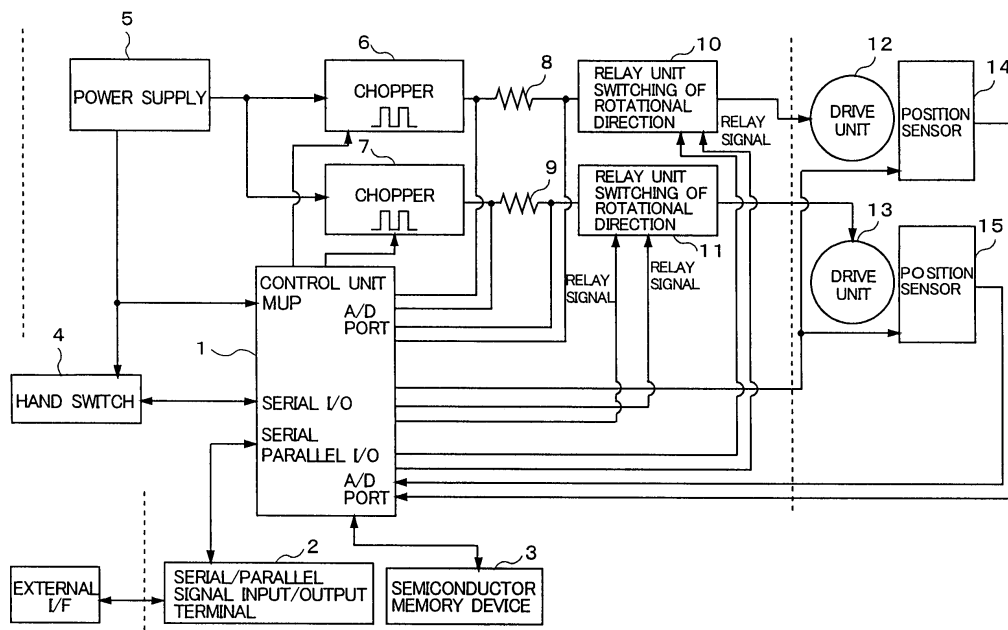 5
POWER SUPPLY
6
CHOPPER
8
10
RELAY UNIT
SWITCHING OF
ROTATIONAL
DIRECTION
RELAY
SIGNAL
12
DRIVE
UNIT
14
POSITION
SENSOR
7
CHOPPER
9
RELAY UNIT
SWITCHING OF
ROTATIONAL
DIRECTION
11
13
DRIVE
UNIT
15
POSITION
SENSOR
RELAY
SIGNAL
RELAY
SIGNAL
1
CONTROL UNIT
MUP
A/D
PORT
SERIAL I/O
SERIAL
PARALLEL I/O
A/D
PORT
4
HAND SWITCH
EXTERNAL
I/F
2
SERIAL/PARALLEL
SIGNAL INPUT/OUTPUT
TERMINAL
3
SEMICONDUCTOR
MEMORY DEVICE